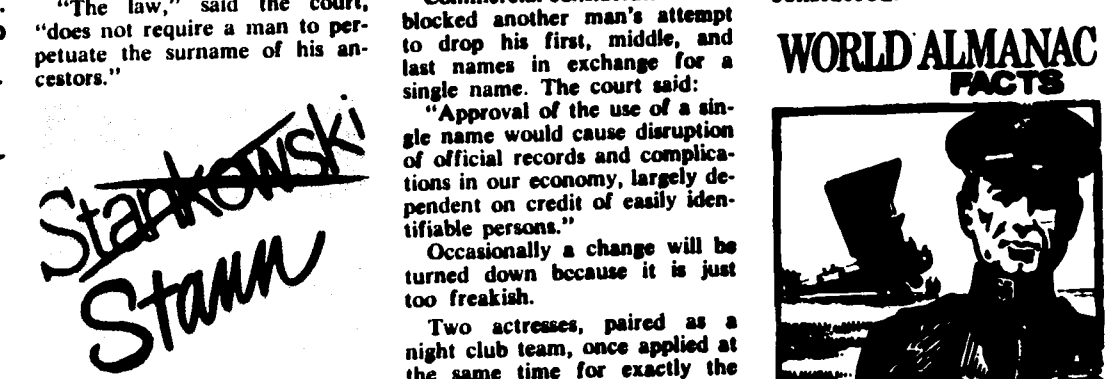 "The law," said the court,
"does not require a man to per-
petuate the surname of his an-
cestors."
Stankowski
Stann
blocked another man's attempt
to drop his first, middle, and
last names in exchange for a
single name. The court said:
"Approval of the use of a sin-
gle name would cause disruption
of official records and complica-
tions in our economy, largely de-
pendent on credit of easily iden-
tifiable persons."
Occasionally a change will be
turned down because it is just
too freakish.
Two actresses, paired as a
night club team, once applied at
the same time for exactly the
WORLD ALMANAC
FACTS